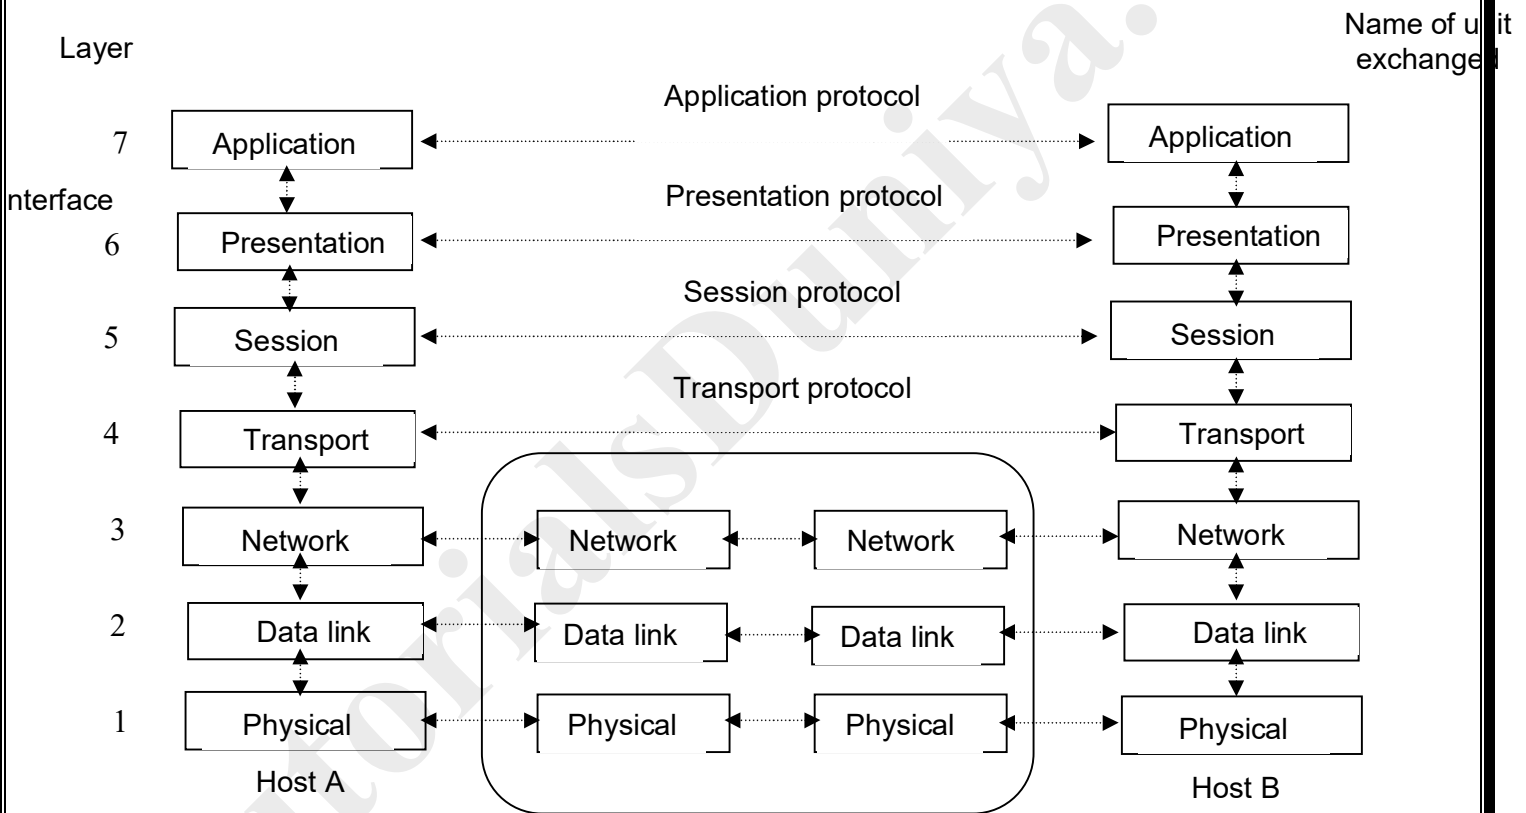 Layer
Name of u it
exchanged
Application protocol
7
Application
Application
nterface
Presentation protocol
6
Presentation
Presentation
Session protocol
5
Session
Session
Transport protocol
4
Transport
Transport
3
Network
Network
Network
Network
2
Data link
Data link
Data link
Data link
1
Physical
Physical
Physical
Physical
Host A
Host B
torialsDuniya.